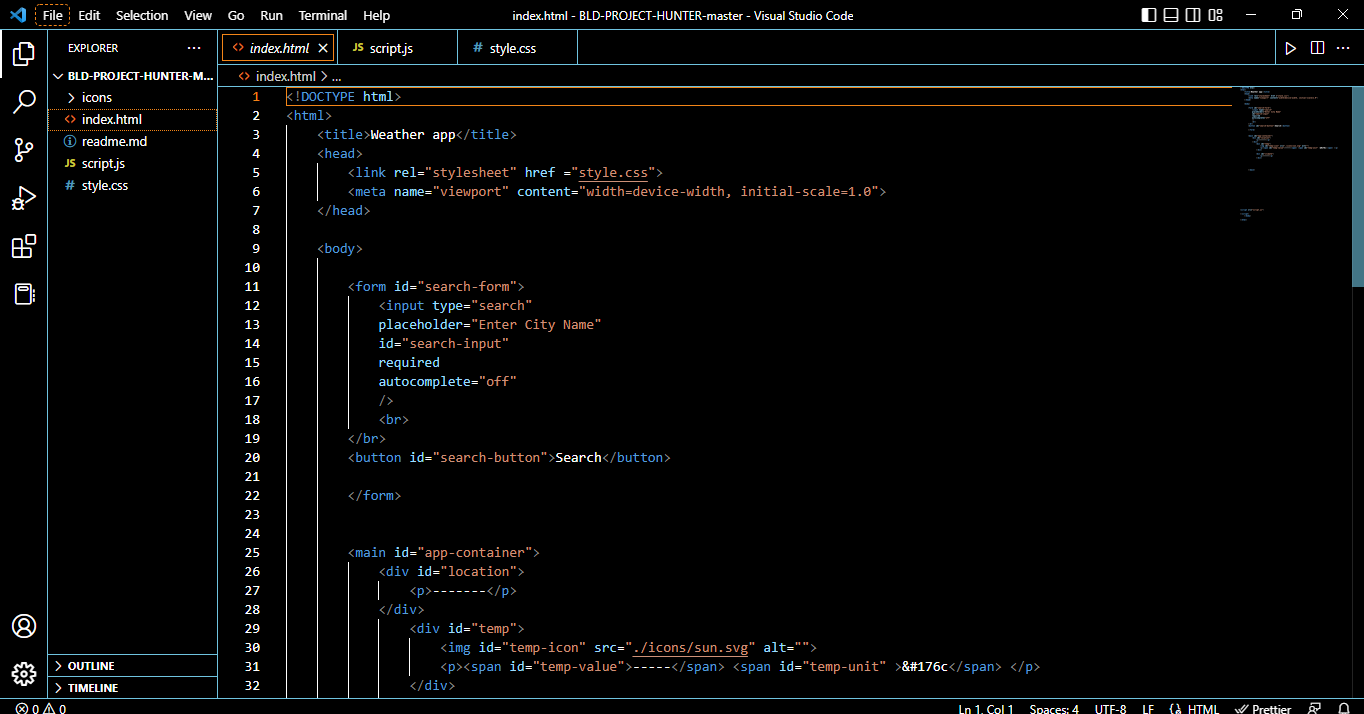 File Edit Selection View Go Run Terminal Help index.html - BLD-PROJECT-HUNTER-master - Visual Studio Code
EXPLORER ...
BLD-PROJECT-HUNTER-M...
icons
<> index.html
readme.md
JS script.js
# style.css
OUTLINE
TIMELINE
<> index.html × JS script.js # style.css
<> index.html > ...
1 <!DOCTYPE html>
2 <html>
3 <title>Weather app</title>
4 <head>
5 <link rel="stylesheet" href ="style.css">
6 <meta name="viewport" content="width=device-width, initial-scale=1.0">
7 </head>
8
9 <body>
10
11 <form id="search-form">
12 <input type="search"
13 placeholder="Enter City Name"
14 id="search-input"
15 required
16 autocomplete="off"
17 />
18 <br>
19 </br>
20 <button id="search-button">Search</button>
21
22 </form>
23
24
25 <main id="app-container">
26 <div id="location">
27 <p>-------</p>
28 </div>
29 <div id="temp">
30 <img id="temp-icon" src="./icons/sun.svg" alt="">
31 <p><span id="temp-value">-----</span> <span id="temp-unit" >&#176c</span> </p>
32 </div>
0 0 Ln 1, Col 1 Spaces: 4 UTF-8 LF {} HTML Prettier